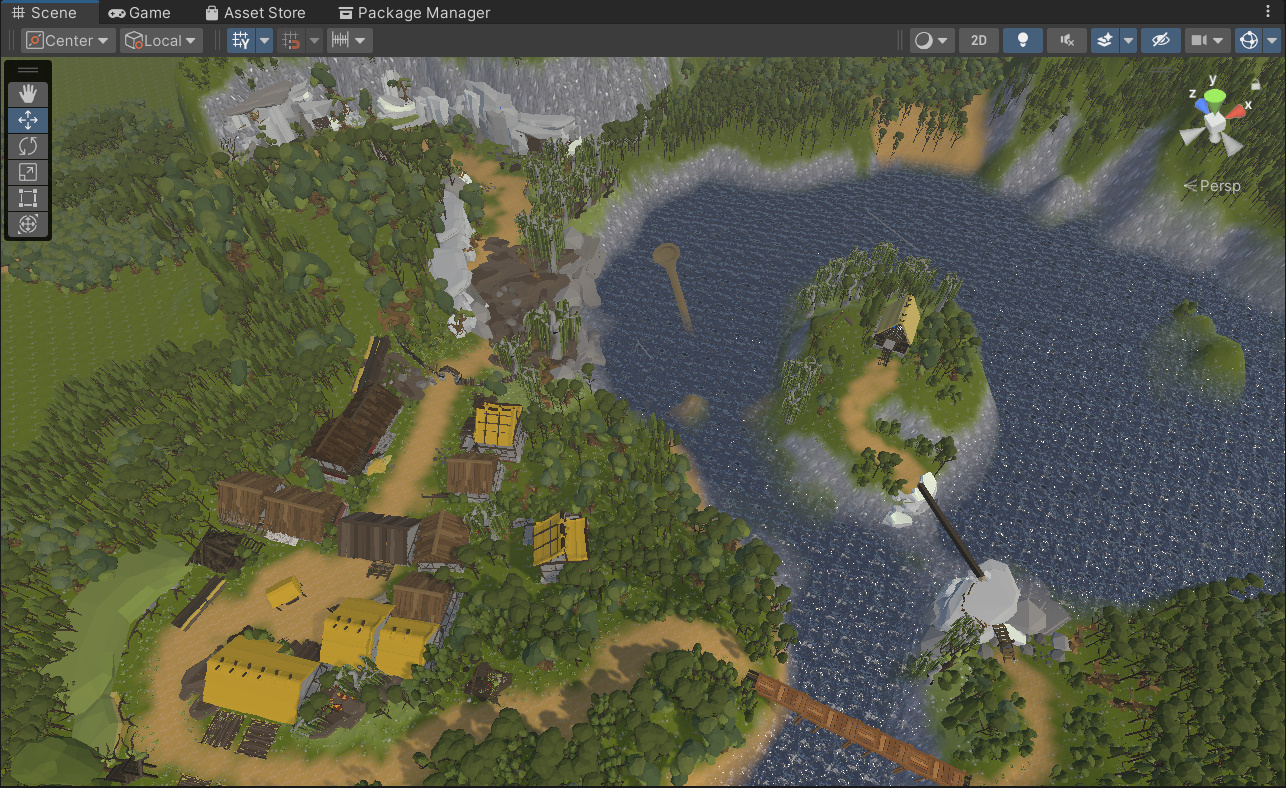 Scene Game Asset Store Package Manager
Center Local Y 2D
y
z x
Persp